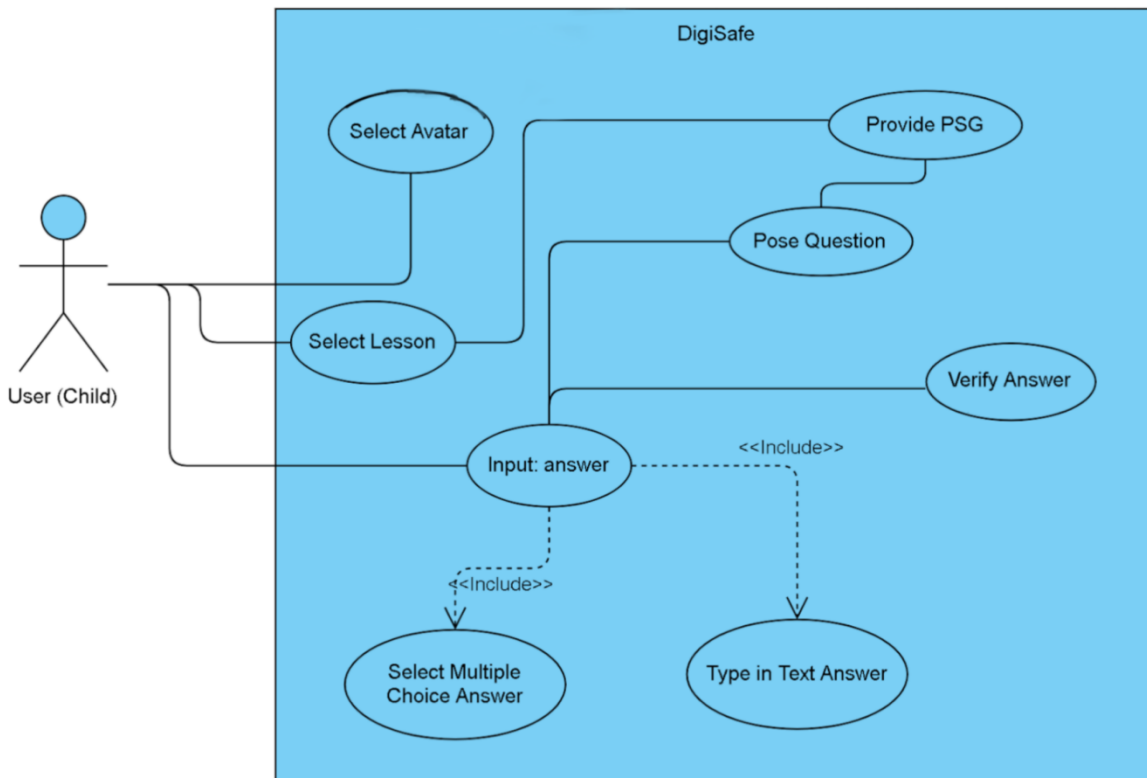 DigiSafe
Select Avatar
Provide PSG
Pose Question
Select Lesson
User (Child)
Verify Answer
<<Include>>
Input: answer
<<Include>>
Select Multiple
Choice Answer
Type in Text Answer